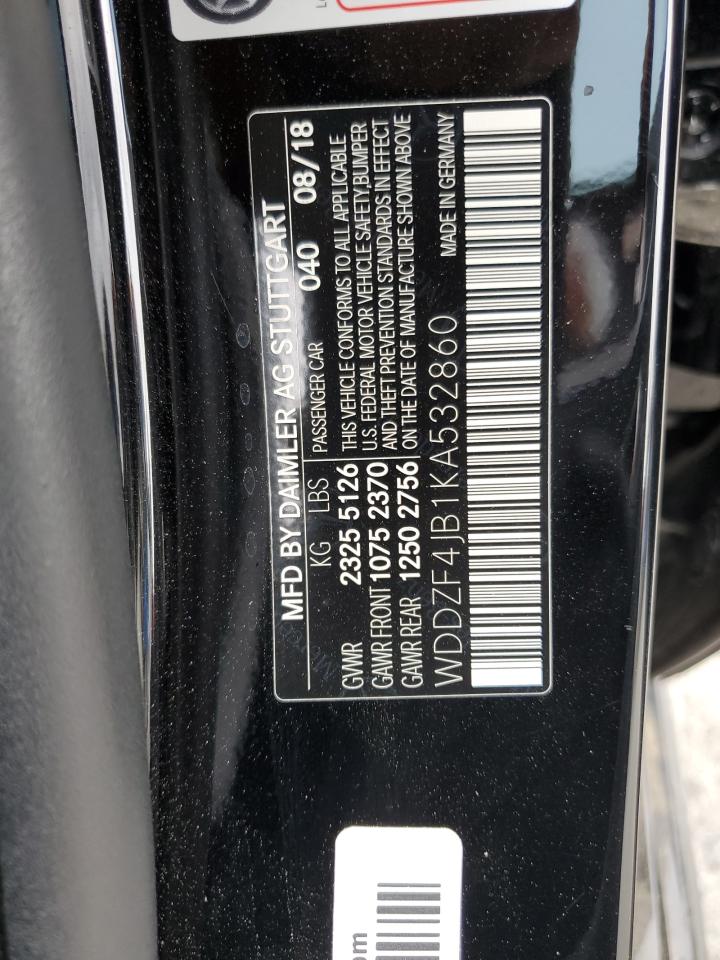 MFD BY DAIMLER AG STUTTGART
KG LBS 040 08/18
PASSENGER CAR
GVWR 2325 5126 THIS VEHICLE CONFORMS TO ALL APPLICABLE
U.S. FEDERAL MOTOR VEHICLE SAFETY,BUMPER
GAWR FRONT 1075 2370 AND THEFT PREVENTION STANDARDS IN EFFECT
GAWR REAR 1250 2756 ON THE DATE OF MANUFACTURE SHOWN ABOVE
WDDZF4JB1KA532860 MADE IN GERMANY
om